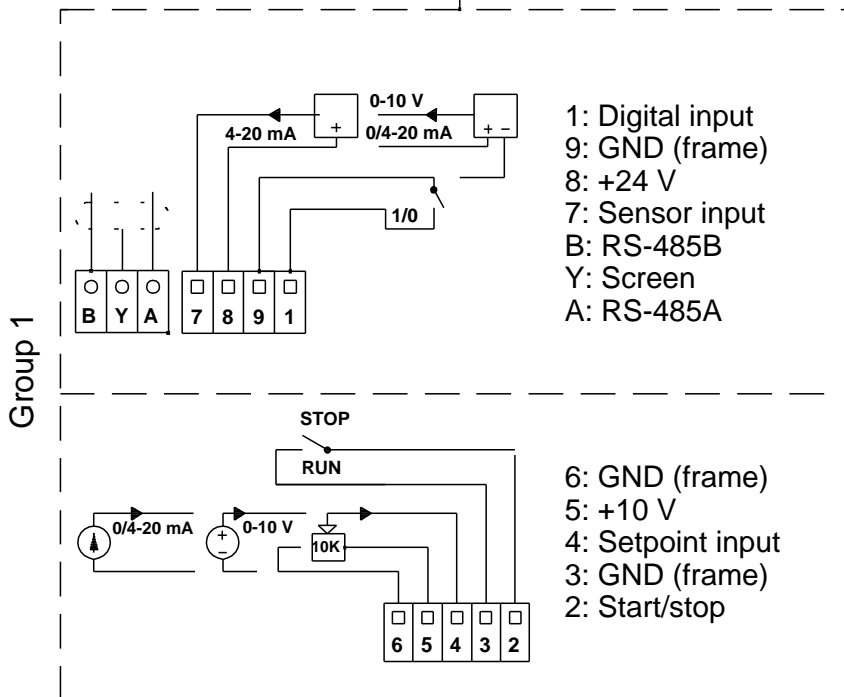 Group 1
0-10 V
4-20 mA
+
0/4-20 mA
+ −
1/0
B Y A
7 8 9 1
1: Digital input
9: GND (frame)
8: +24 V
7: Sensor input
B: RS-485B
Y: Screen
A: RS-485A
STOP
RUN
0/4-20 mA
+
−
0-10 V
10K
6 5 4 3 2
6: GND (frame)
5: +10 V
4: Setpoint input
3: GND (frame)
2: Start/stop